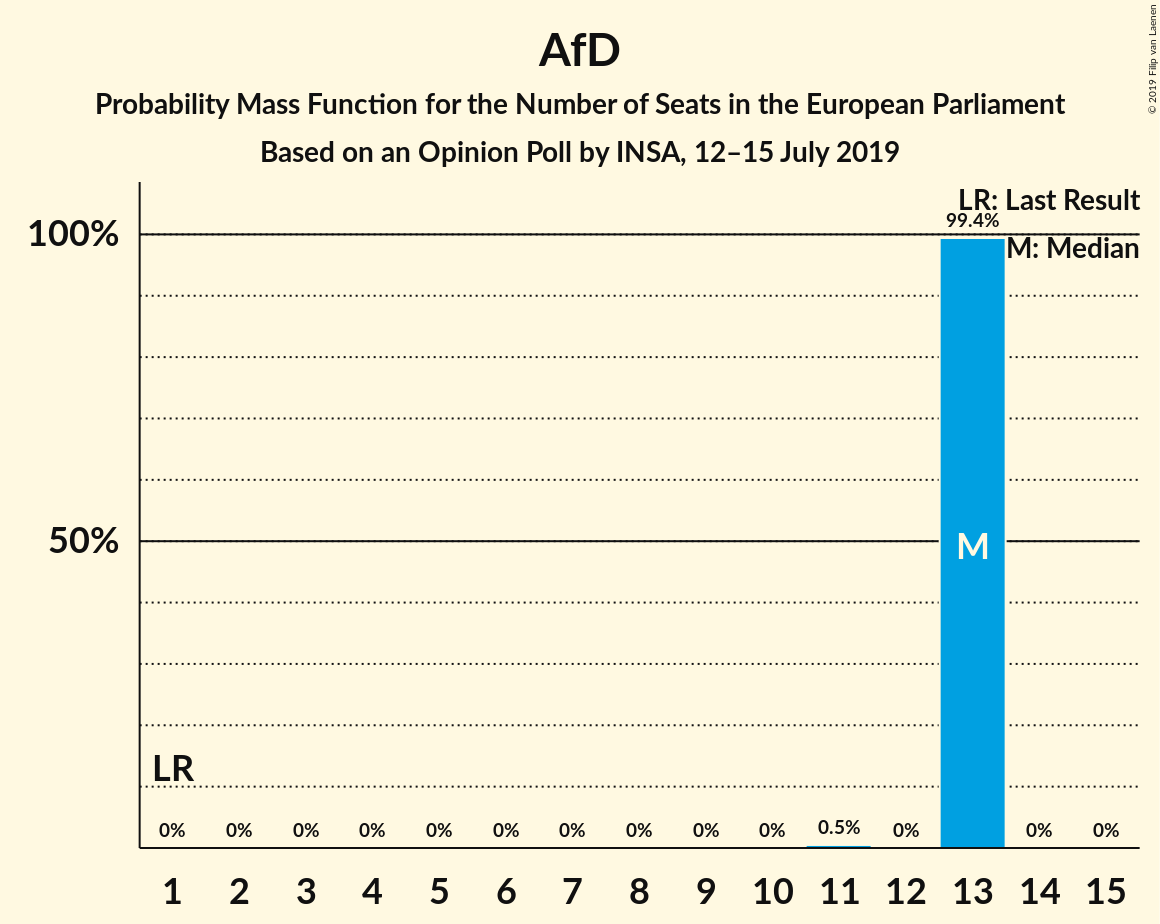 AfD
Probability Mass Function for the Number of Seats in the European Parliament
Based on an Opinion Poll by INSA, 12–15 July 2019
© 2019 Filip van Laenen
LR: Last Result
M: Median
99.4%
100%
50%
M
LR
0% 0% 0% 0% 0% 0% 0% 0% 0% 0% 0.5% 0% 0% 0%
1 2 3 4 5 6 7 8 9 10 11 12 13 14 15